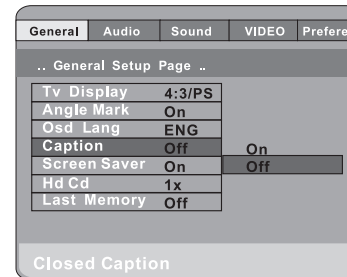 General Audio Sound VIDEO Prefere
.. General Setup Page ..
Tv Display 4:3/PS
Angle Mark On
Osd Lang ENG
Caption Off On
Screen Saver On Off
Hd Cd 1x
Last Memory Off
Closed Caption